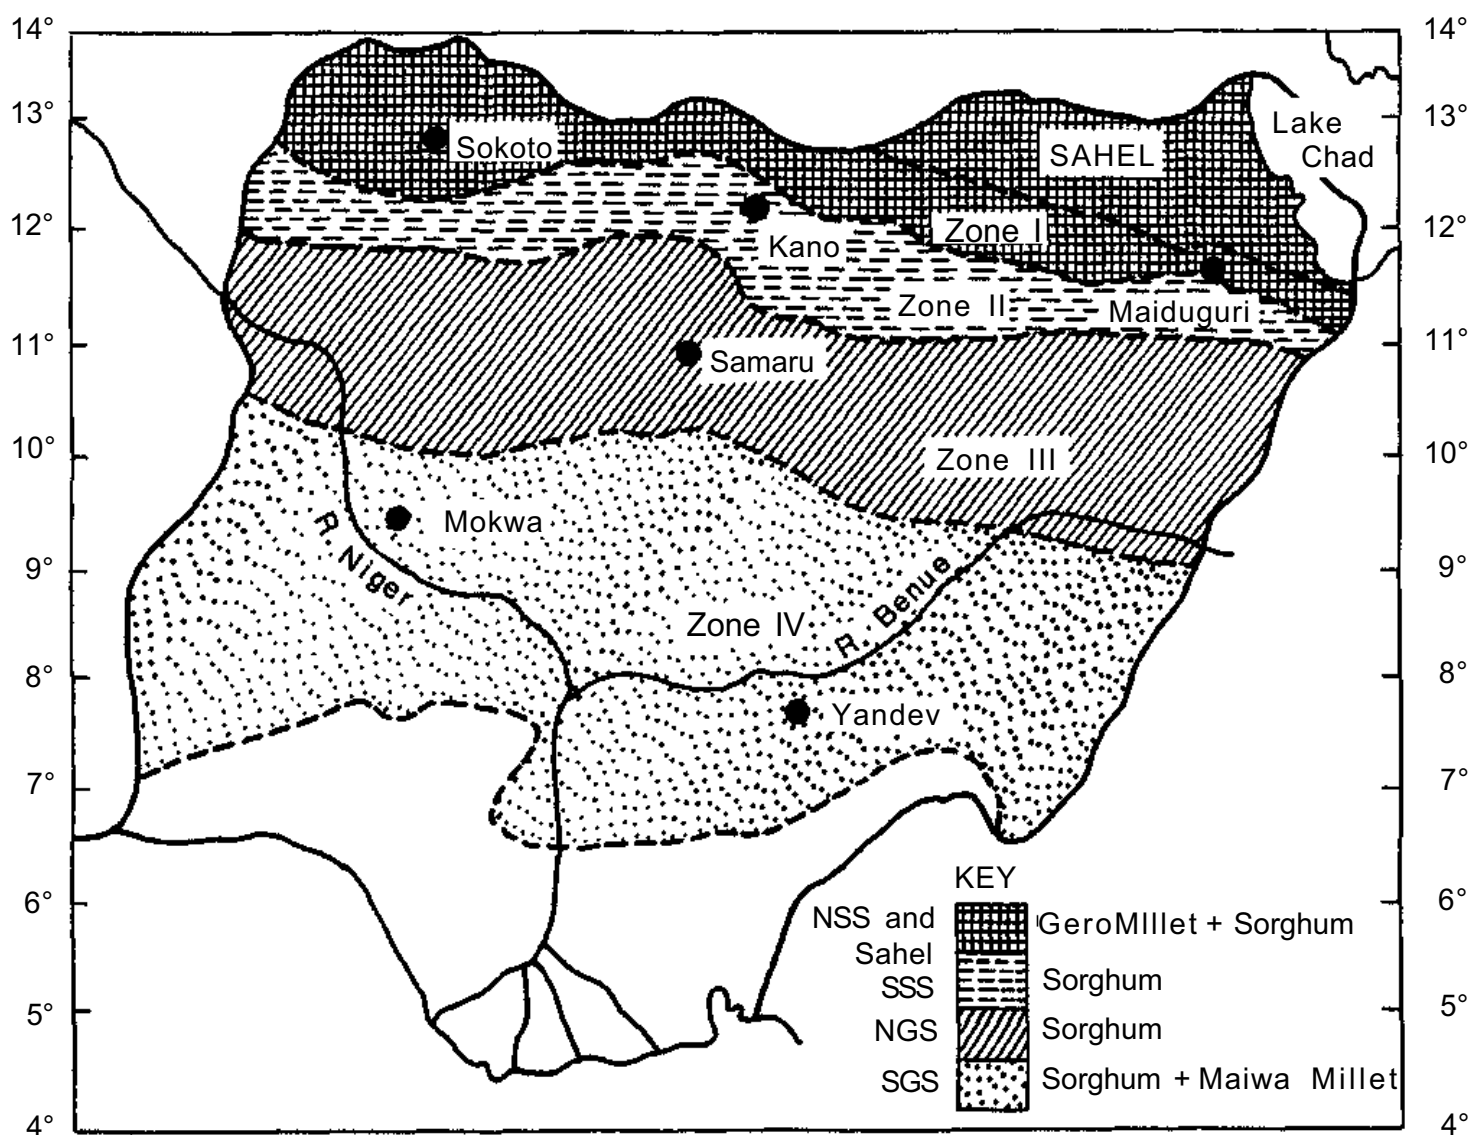 14° 14°
13° 13°
12° 12°
11° 11°
10° 10°
9° 9°
8° 8°
7° 7°
6° 6°
5° 5°
4° 4°
Sokoto
SAHEL
Lake
Chad
Zone I
Kano
Zone II
Maiduguri
Samaru
Zone III
Mokwa
R Niger
R. Benue
Zone IV
Yandev
KEY
NSS and
Sahel
GeroMIllet + Sorghum
SSS Sorghum
NGS Sorghum
SGS Sorghum + Maiwa Millet